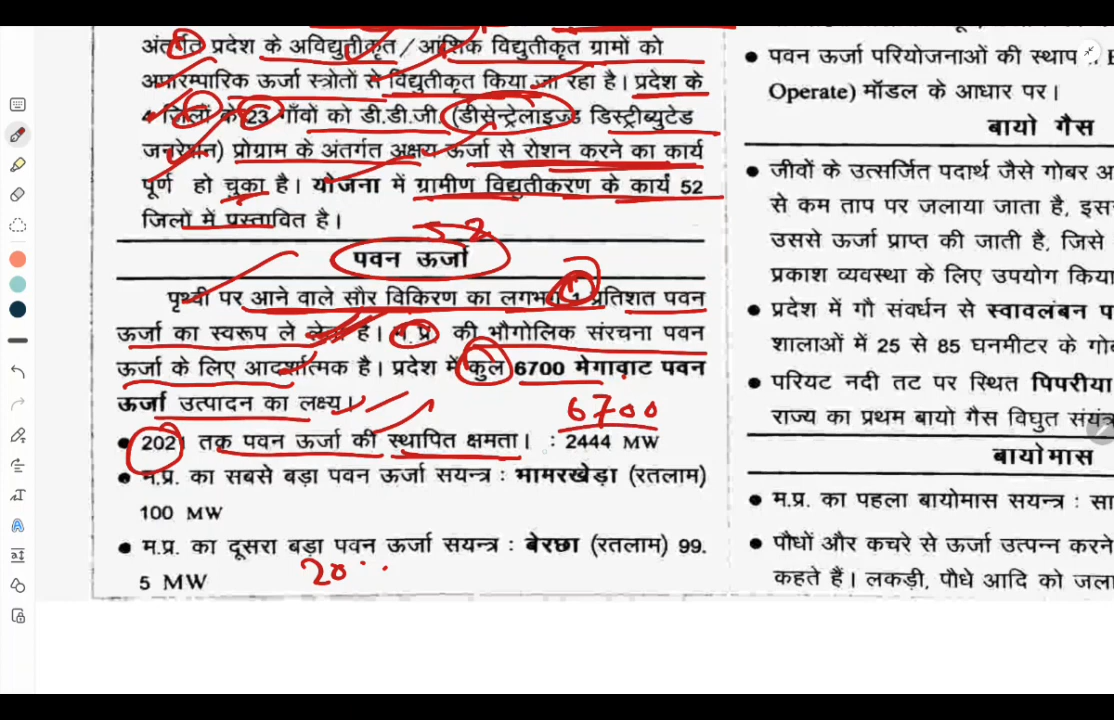 अंतर्गत प्रदेश के अविद्युतीकृत / आंशिक विद्युतीकृत ग्रामों को
अपारम्पारिक ऊर्जा स्त्रोतों से विद्युतीकृत किया जा रहा है। प्रदेश के
4 जिलों के 23 गाँवों को डी.डी.जी. (डीसेन्ट्रेलाइज्ड डिस्ट्रीब्युटेड
जनरेशन) प्रोग्राम के अंतर्गत अक्षय ऊर्जा से रोशन करने का कार्य
पूर्ण हो चुका है। योजना में ग्रामीण विद्युतीकरण के कार्य 52
जिलों में प्रस्तावित है।
52
पवन ऊर्जा
पृथ्वी पर आने वाले सौर विकिरण का लगभग 1 प्रतिशत पवन
ऊर्जा का स्वरूप ले लेता है। म.प्र. की भौगोलिक संरचना पवन
ऊर्जा के लिए आदर्शात्मक है। प्रदेश में कुल 6700 मेगावाट पवन
ऊर्जा उत्पादन का लक्ष्य।
6700
● 2021 तक पवन ऊर्जा की स्थापित क्षमता। : 2444 MW
● म.प्र. का सबसे बड़ा पवन ऊर्जा सयन्त्र : भामरखेड़ा (रतलाम)
100 MW
● म.प्र. का दूसरा बड़ा पवन ऊर्जा सयन्त्र : बेरछा (रतलाम) 99.
5 MW
20
● पवन ऊर्जा परियोजनाओं की स्थाप
Operate) मॉडल के आधार पर।
बायो गैस
● जीवों के उत्सर्जित पदार्थ जैसे गोबर
से कम ताप पर जलाया जाता है,
उससे ऊर्जा प्राप्त की जाती है, जिसे
प्रकाश व्यवस्था के लिए उपयोग किया
● प्रदेश में गौ संवर्धन से स्वावलंबन
शालाओं में 25 से 85 घनमीटर के
● परियट नदी तट पर स्थित पिपरीया
राज्य का प्रथम बायो गैस विघुत
बायोमास
● म.प्र. का पहला बायोमास सयन्त्र :
● पौधों और कचरे से ऊर्जा उत्पन्न करने
कहते हैं। लकड़ी, पौधे आदि को जला